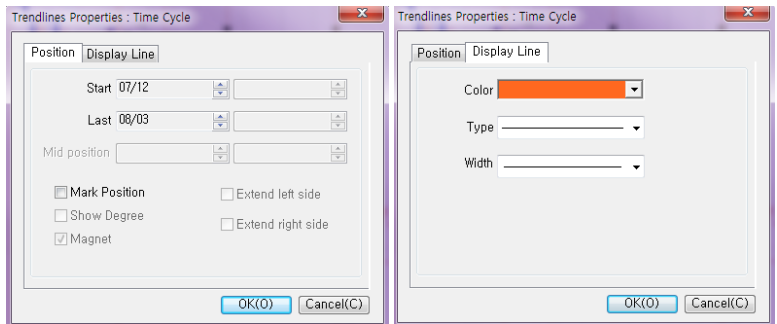 Trendlines Properties : Time Cycle
Position Display Line
Start 07/12
Last 08/03
Mid position
Mark Position Extend left side
Show Degree Extend right side
Magnet
OK(O) Cancel(C)
Trendlines Properties : Time Cycle
Position Display Line
Color
Type
Width
OK(O) Cancel(C)